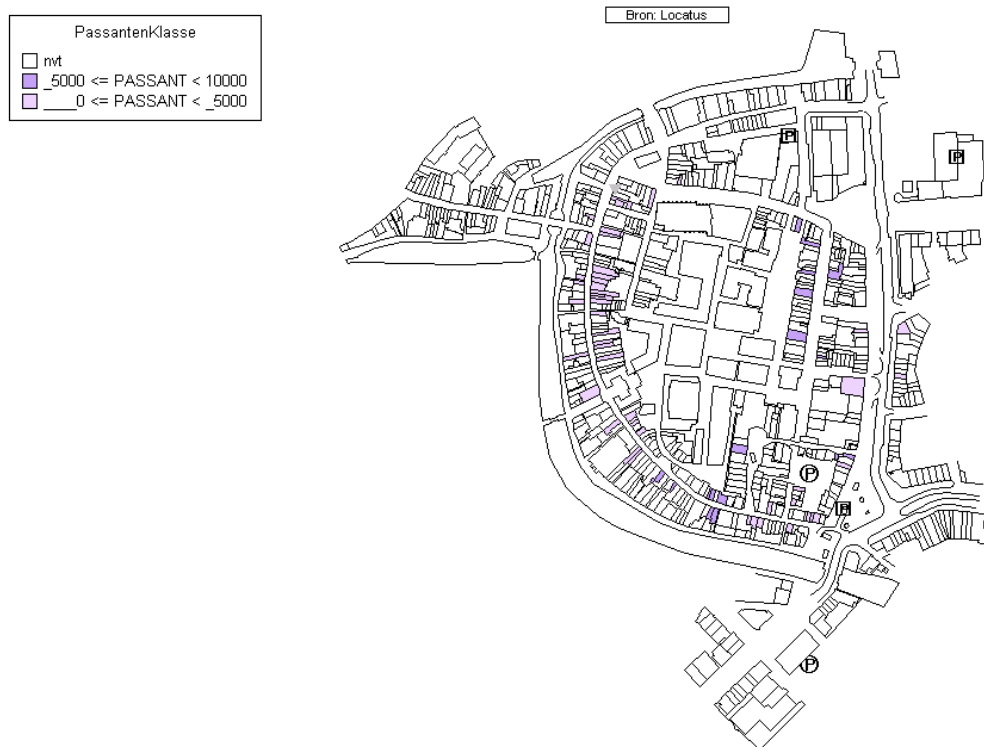 Bron: Locatus
PassantenKlasse
nvt
_5000 <= PASSANT < 10000
____0 <= PASSANT < _5000
P
P
P
P
P